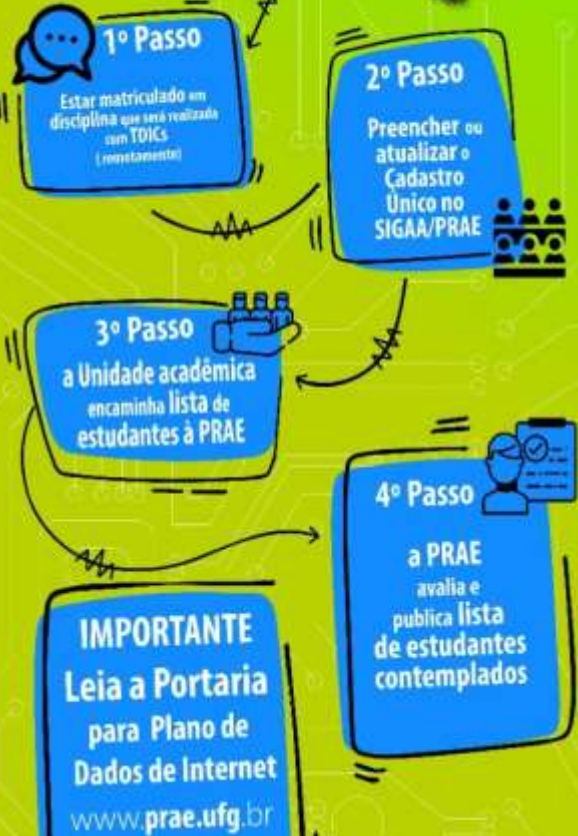 1º Passo
Estar matriculado em
disciplina que será realizada
com TDICs
(remotamente)
2º Passo
Preencher ou
atualizar o
Cadastro
Único no
SIGAA/PRAE
3º Passo
a Unidade acadêmica
encaminha lista de
estudantes à PRAE
4º Passo
a PRAE
avalia e
publica lista
de estudantes
contemplados
IMPORTANTE
Leia a Portaria
para Plano de
Dados de Internet
www.prae.ufg.br